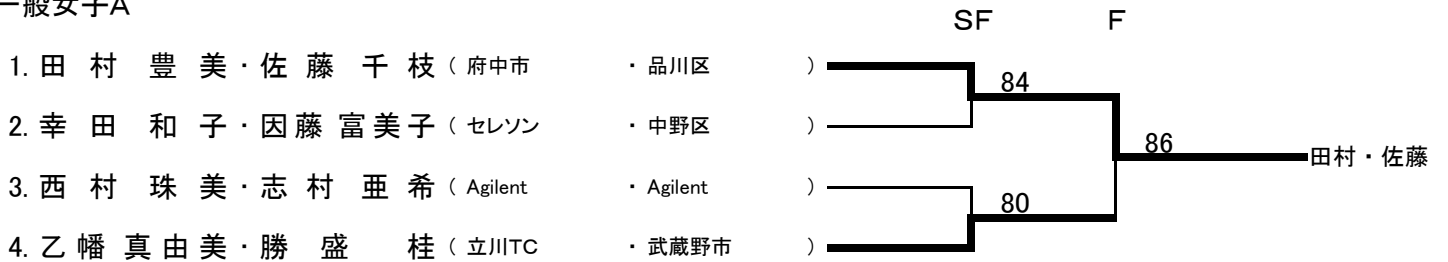 一般女子A
SF F
1. 田村 豊美・佐藤 千枝 ( 府中市 ・ 品川区 )
84
2. 幸田 和子・因藤 富美子 ( セレソン ・ 中野区 )
86 田村・佐藤
3. 西村 珠美・志村 亜希 ( Agilent ・ Agilent )
80
4. 乙幡 真由美・勝盛 桂 ( 立川TC ・ 武蔵野市 )